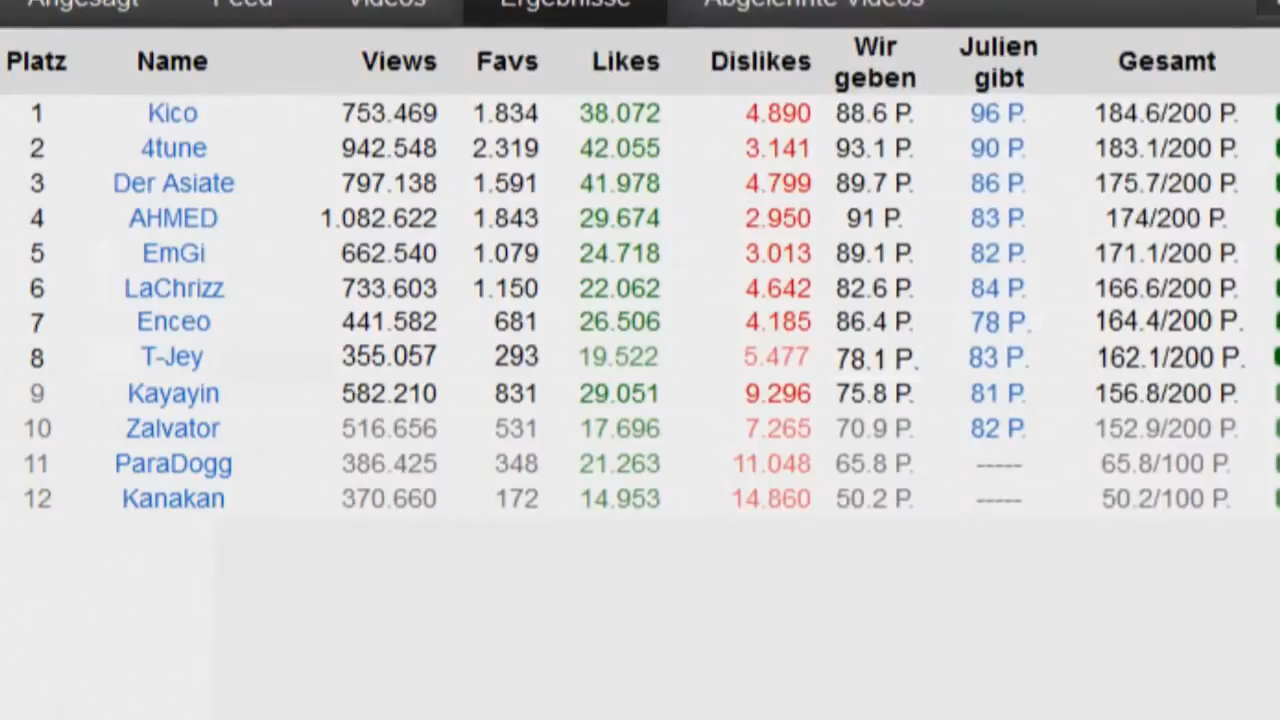 Angesagt Feed Videos Ergebnisse Abgelehnte Videos
Platz Name Views Favs Likes Dislikes Wir geben Julien gibt Gesamt
1 Kico 753.469 1.834 38.072 4.890 88.6 P. 96 P. 184.6/200 P.
2 4tune 942.548 2.319 42.055 3.141 93.1 P. 90 P. 183.1/200 P.
3 Der Asiate 797.138 1.591 41.978 4.799 89.7 P. 86 P. 175.7/200 P.
4 AHMED 1.082.622 1.843 29.674 2.950 91 P. 83 P. 174/200 P.
5 EmGi 662.540 1.079 24.718 3.013 89.1 P. 82 P. 171.1/200 P.
6 LaChrizz 733.603 1.150 22.062 4.642 82.6 P. 84 P. 166.6/200 P.
7 Enceo 441.582 681 26.506 4.185 86.4 P. 78 P. 164.4/200 P.
8 T-Jey 355.057 293 19.522 5.477 78.1 P. 83 P. 162.1/200 P.
9 Kayayin 582.210 831 29.051 9.296 75.8 P. 81 P. 156.8/200 P.
10 Zalvator 516.656 531 17.696 7.265 70.9 P. 82 P. 152.9/200 P.
11 ParaDogg 386.425 348 21.263 11.048 65.8 P. ----- 65.8/100 P.
12 Kanakan 370.660 172 14.953 14.860 50.2 P. ----- 50.2/100 P.